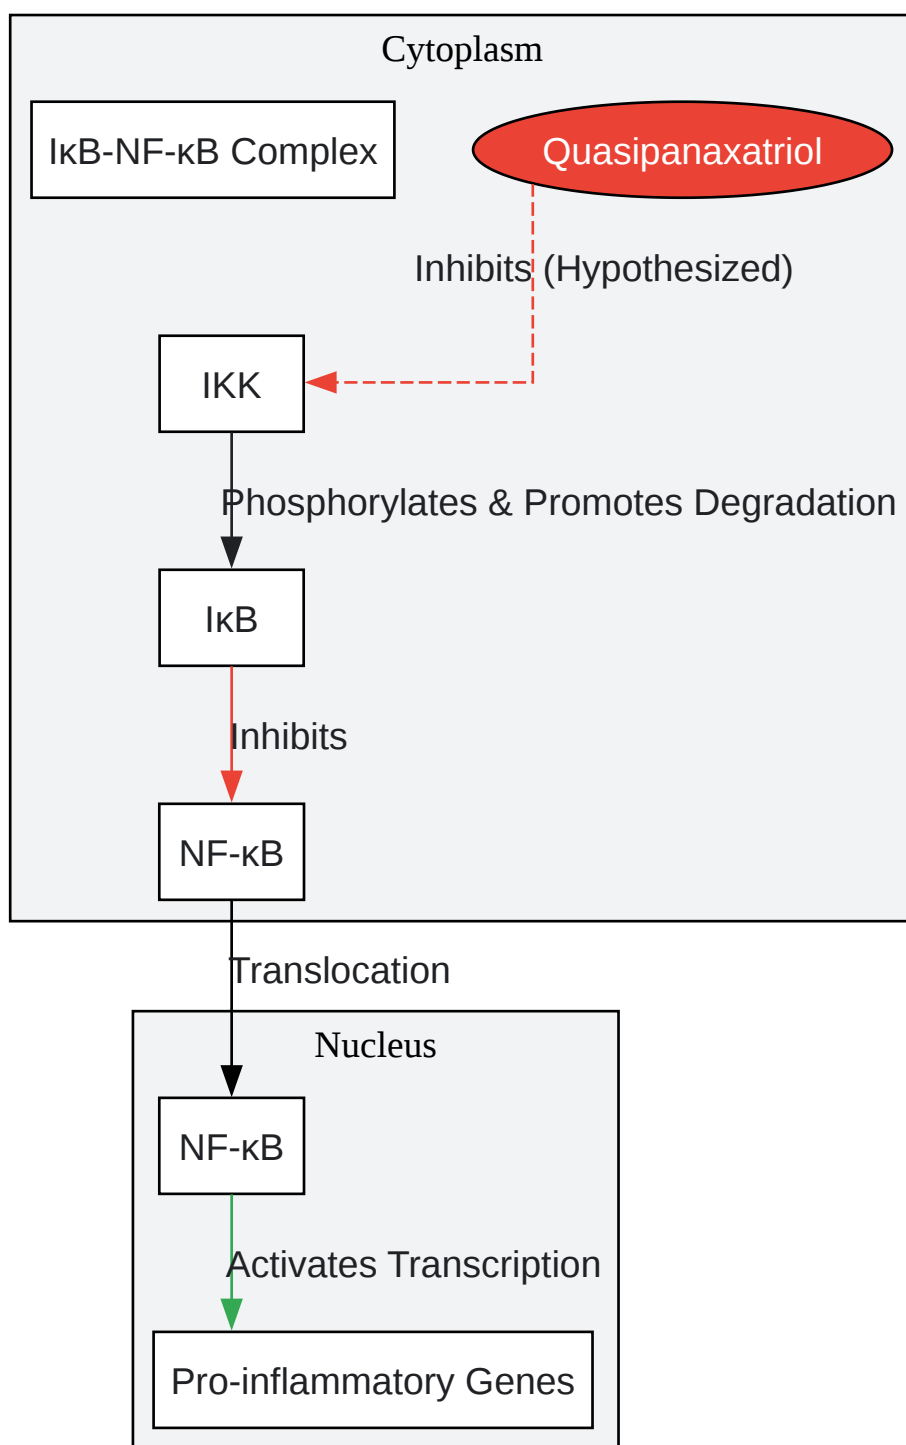 Cytoplasm
IκB-NF-κB Complex
Quasipanaxatriol
Inhibits (Hypothesized)
IKK
Phosphorylates & Promotes Degradation
IκB
Inhibits
NF-κB
Translocation
Nucleus
NF-κB
Activates Transcription
Pro-inflammatory Genes